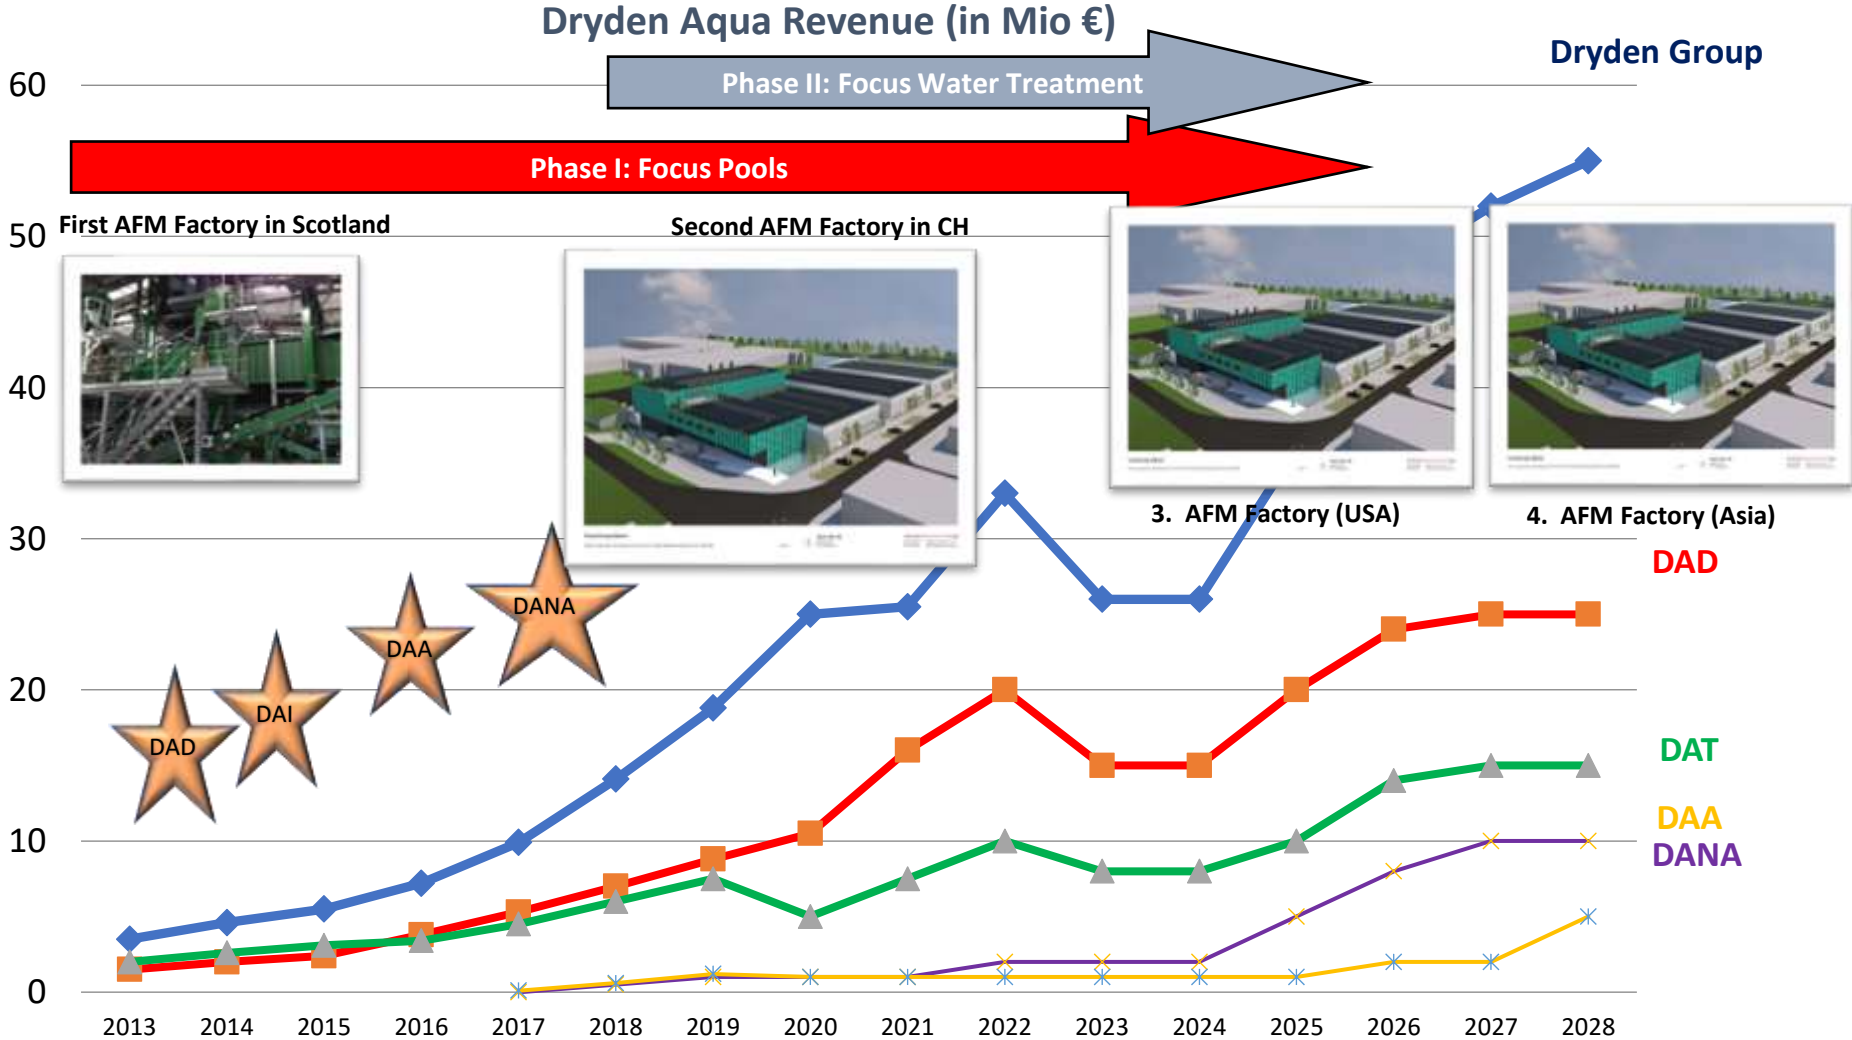 Dryden Aqua Revenue (in Mio €)
Dryden Group
Phase II: Focus Water Treatment
Phase I: Focus Pools
First AFM Factory in Scotland
Second AFM Factory in CH
3. AFM Factory (USA)
4. AFM Factory (Asia)
60
50
40
30
20
10
0
DAD
DAI
DAA
DANA
DAD
DAT
DAA
DANA
2013 2014 2015 2016 2017 2018 2019 2020 2021 2022 2023 2024 2025 2026 2027 2028